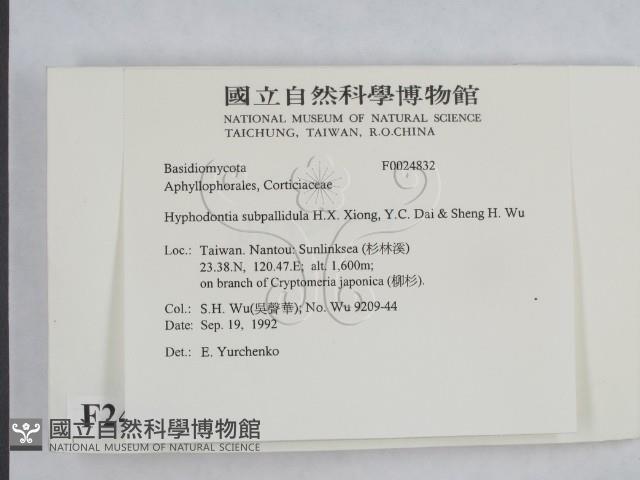 國立自然科學博物館
NATIONAL MUSEUM OF NATURAL SCIENCE
TAICHUNG, TAIWAN, R.O.CHINA
Basidiomycota F0024832
Aphyllophorales, Corticiaceae
Hyphodontia subpallidula H.X. Xiong, Y.C. Dai & Sheng H. Wu
Loc.: Taiwan. Nantou: Sunlinksea (杉林溪)
23.38.N, 120.47.E; alt. 1,600m;
on branch of Cryptomeria japonica (柳杉).
Col.: S.H. Wu(吳聲華); No. Wu 9209-44
Date: Sep. 19, 1992
Det.: E. Yurchenko
F24
國立自然科學博物館
NATIONAL MUSEUM OF NATURAL SCIENCE